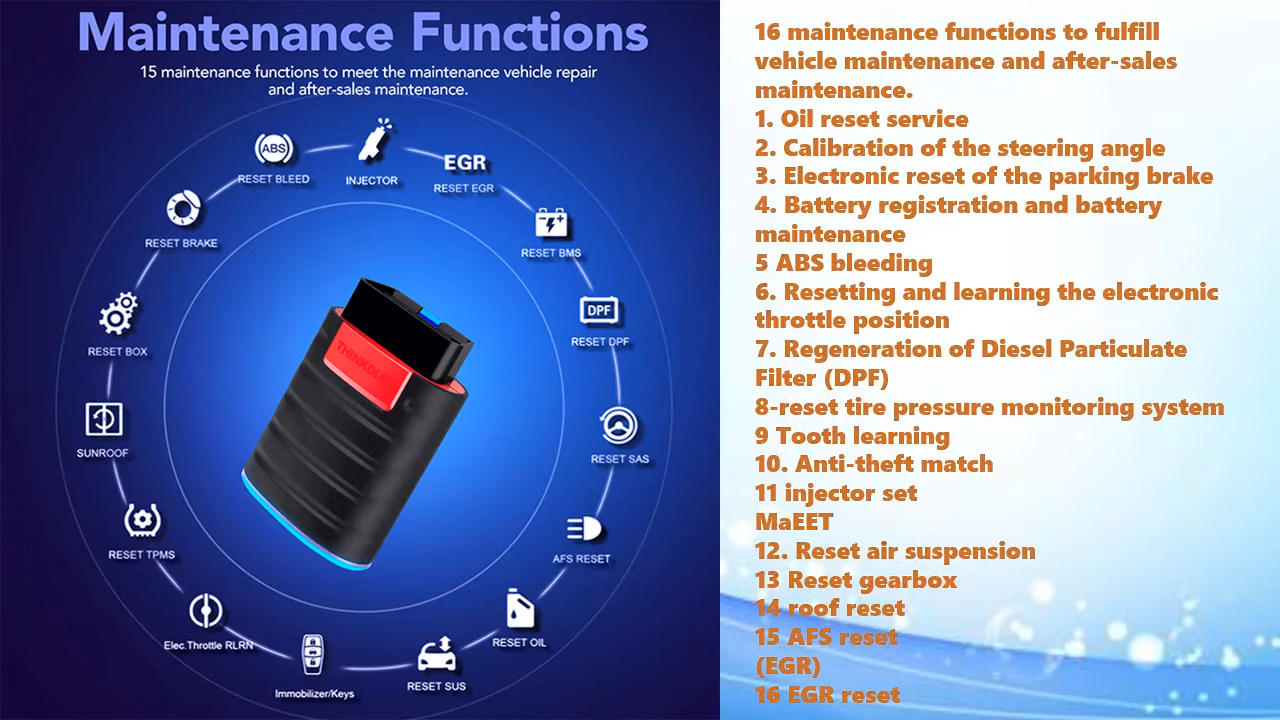 Maintenance Functions
15 maintenance functions to meet the maintenance vehicle repair
and after-sales maintenance.
ABS
RESET BLEED
INJECTOR
EGR
RESET EGR
RESET BRAKE
RESET BMS
RESET BOX
DPF
RESET DPF
THINKDIAG
SUNROOF
RESET SAS
RESET TPMS
AFS RESET
Elec.Throttle RLRN
RESET OIL
Immobilizer/Keys
RESET SUS
16 maintenance functions to fulfill
vehicle maintenance and after-sales
maintenance.
1. Oil reset service
2. Calibration of the steering angle
3. Electronic reset of the parking brake
4. Battery registration and battery
maintenance
5 ABS bleeding
6. Resetting and learning the electronic
throttle position
7. Regeneration of Diesel Particulate
Filter (DPF)
8-reset tire pressure monitoring system
9 Tooth learning
10. Anti-theft match
11 injector set
MaEET
12. Reset air suspension
13 Reset gearbox
14 roof reset
15 AFS reset
(EGR)
16 EGR reset